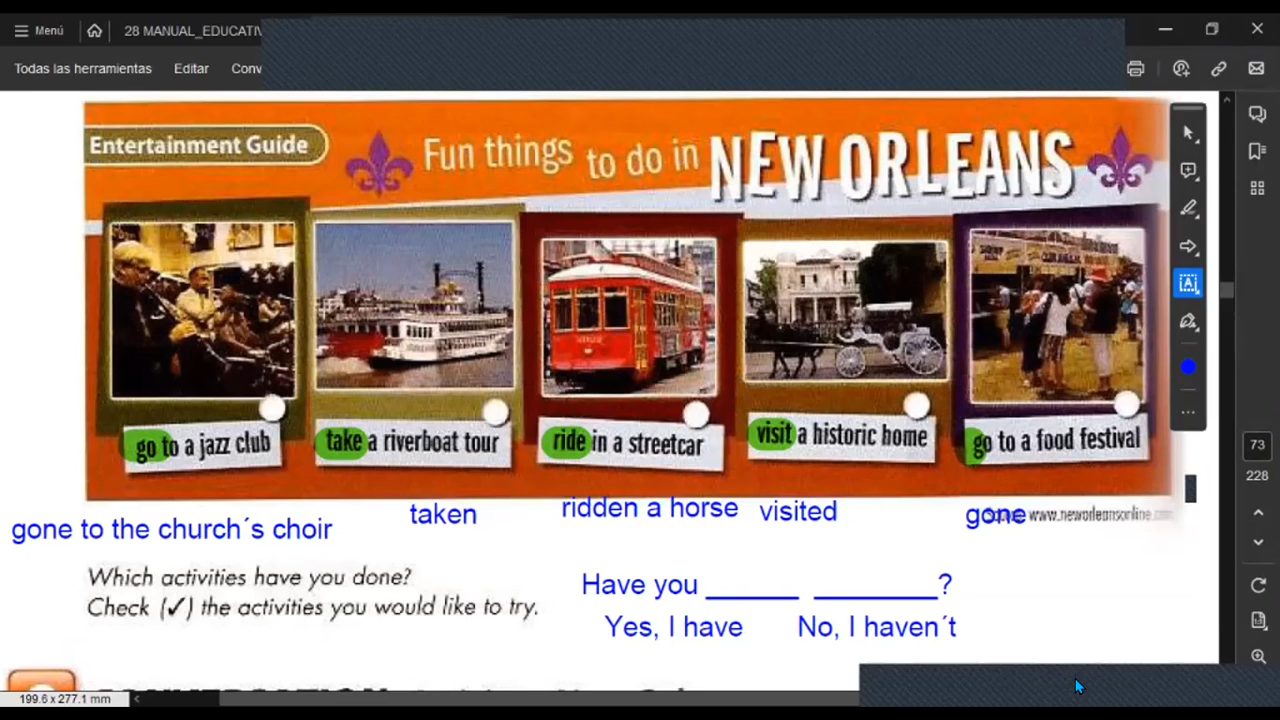 Menú
28 MANUAL_EDUCATIV
Todas las herramientas Editar Conv
Entertainment Guide
Fun things to do in NEW ORLEANS
go to a jazz club
take a riverboat tour
ride in a streetcar
visit a historic home
go to a food festival
gone to the church´s choir
taken
ridden a horse
visited
gone
www.neworleansonline.com
73
228
Which activities have you done?
Check (✓) the activities you would like to try.
Have you ______ ________?
Yes, I have No, I haven´t
199.6 x 277.1 mm